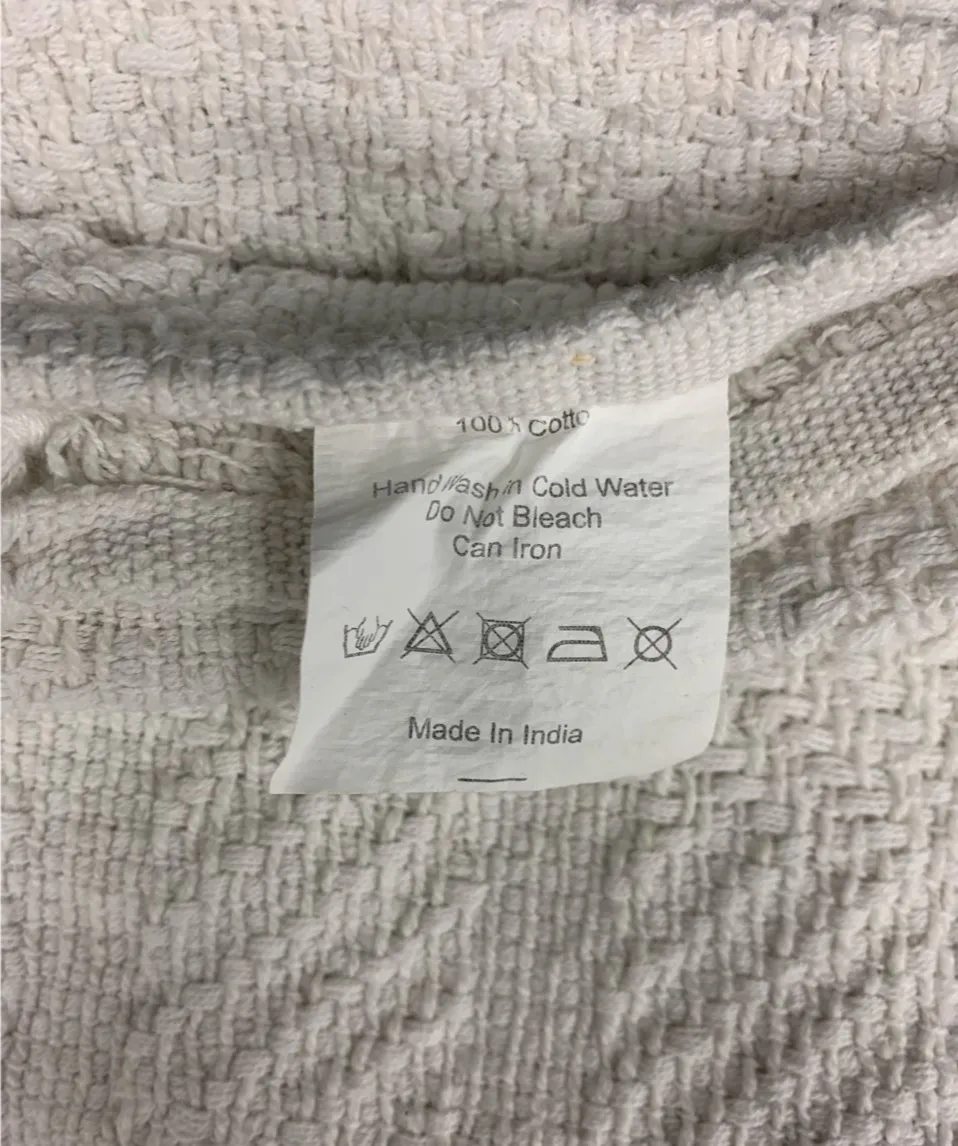 100% Cotto
Hand Wash in Cold Water
Do Not Bleach
Can Iron
Made In India